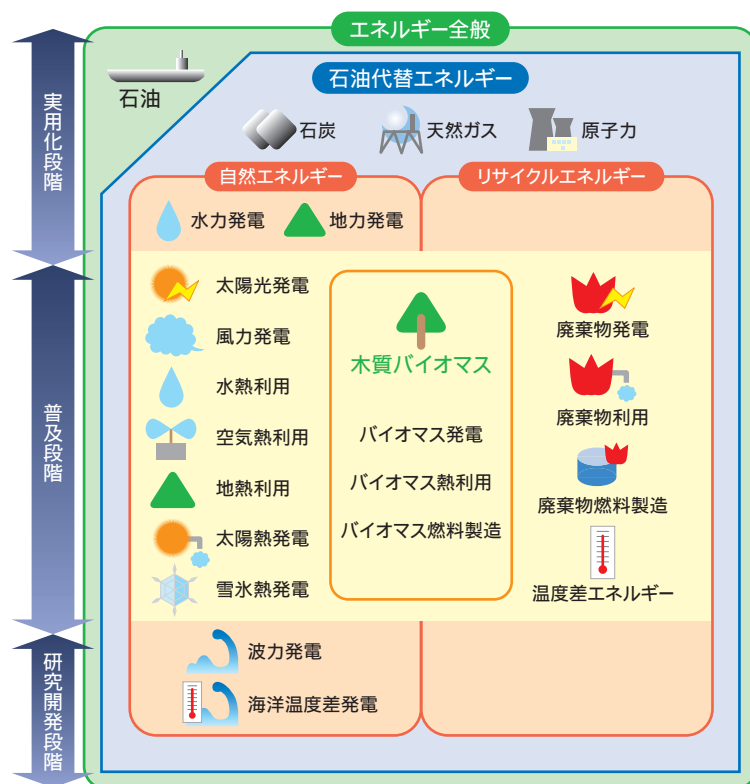 エネルギー全般
石油代替エネルギー
石油
石炭
天然ガス
原子力
実用化段階
自然エネルギー
リサイクルエネルギー
水力発電
地力発電
普及段階
太陽光発電
風力発電
水熱利用
空気熱利用
地熱利用
太陽熱発電
雪氷熱発電
木質バイオマス
バイオマス発電
バイオマス熱利用
バイオマス燃料製造
廃棄物発電
廃棄物利用
廃棄物燃料製造
温度差エネルギー
研究開発段階
波力発電
海洋温度差発電